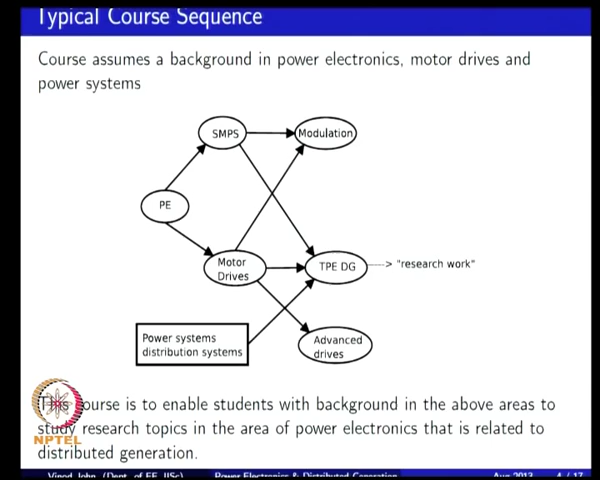 Typical Course Sequence
Course assumes a background in power electronics, motor drives and
power systems
SMPS
Modulation
PE
Motor
Drives
TPE DG
> "research work"
Power systems
distribution systems
Advanced
drives
This course is to enable students with background in the above areas to
study research topics in the area of power electronics that is related to
distributed generation.
NPTEL
Vinod John (Dept. of EE, IISc) Power Electronics & Distributed Generation Aug 2012 4 / 17